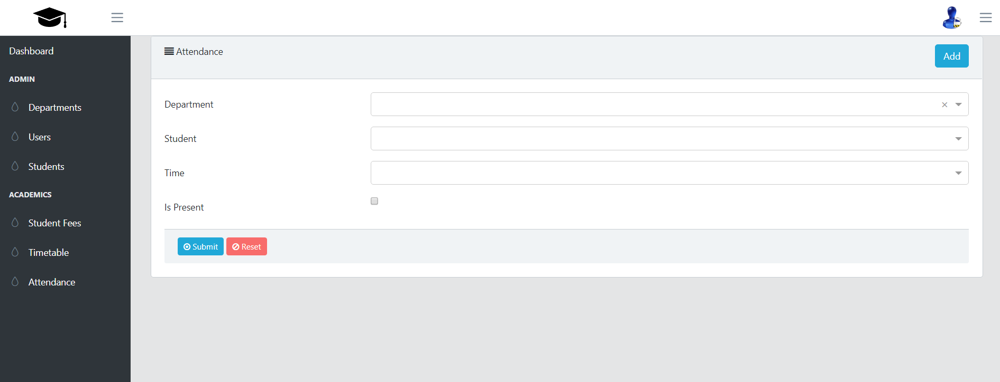 Dashboard
ADMIN
Departments
Users
Students
ACADEMICS
Student Fees
Timetable
Attendance
Attendance
Add
Department
Student
Time
Is Present
Submit
Reset